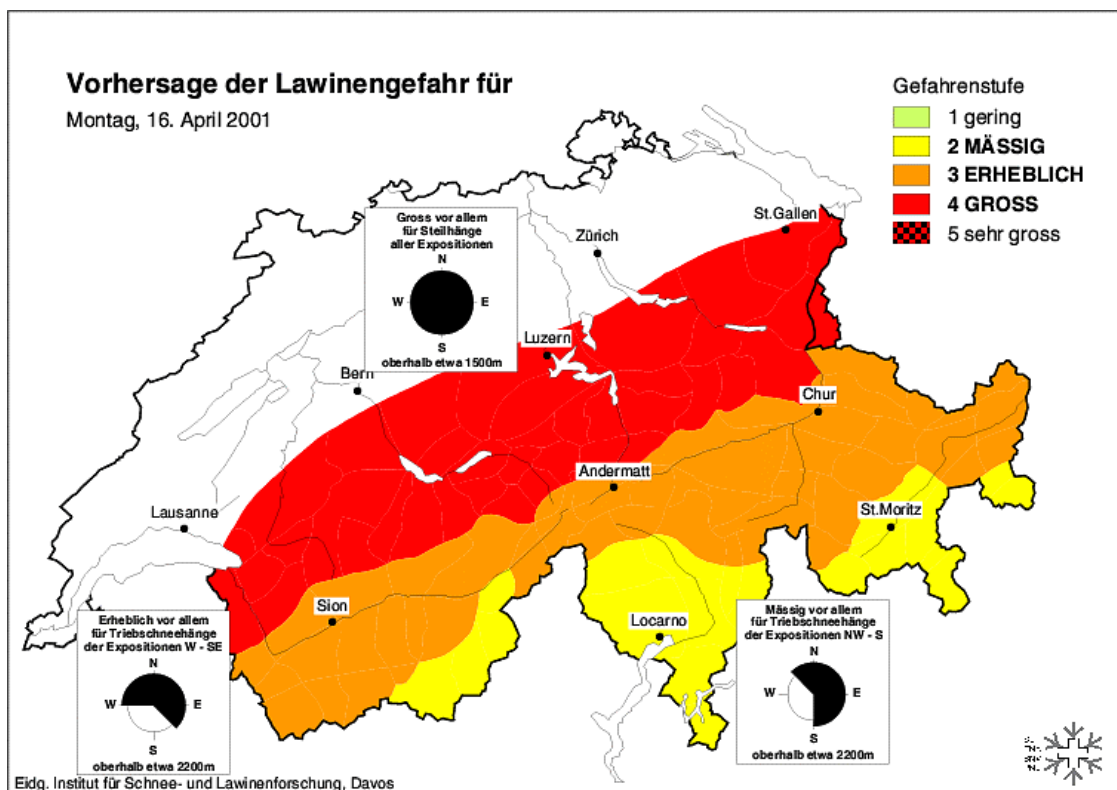 Vorhersage der Lawinengefahr für
Montag, 16. April 2001
Gefahrenstufe
1 gering
2 MÄSSIG
3 ERHEBLICH
4 GROSS
5 sehr gross
St.Gallen
Zürich
Gross vor allem
für Steilhänge
aller Expositionen
N
W E
S
oberhalb etwa 1500m
Luzern
Bern
Chur
Andermatt
St.Moritz
Lausanne
Sion
Locarno
Erheblich vor allem
für Triebschneehänge
der Expositionen W - SE
N
W E
S
oberhalb etwa 2200m
Mässig vor allem
für Triebschneehänge
der Expositionen NW - S
N
W E
S
oberhalb etwa 2200m
Eidg. Institut für Schnee- und Lawinenforschung, Davos